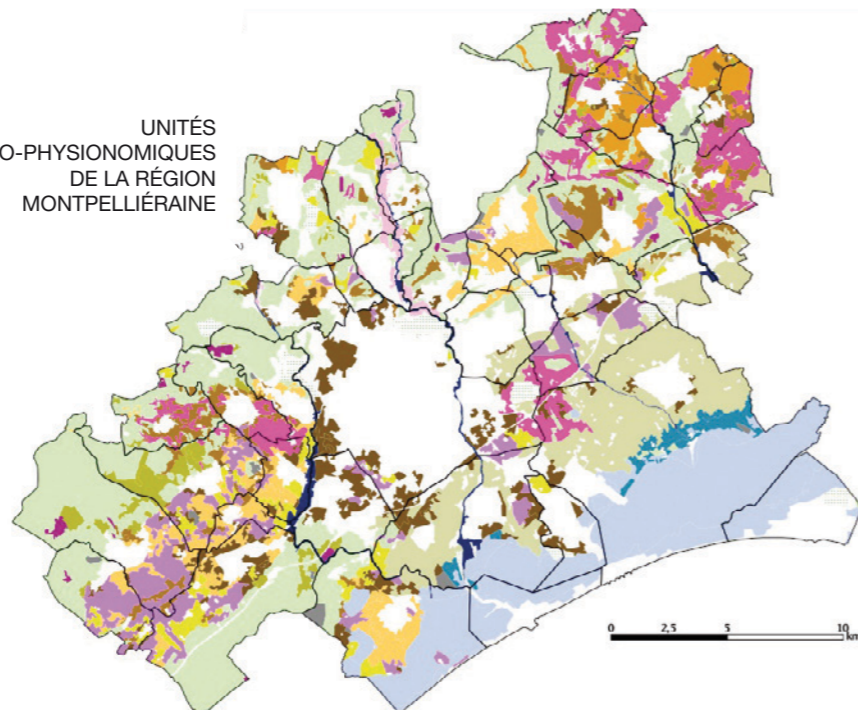 UNITÉS
O-PHYSIONOMIQUES
DE LA RÉGION
MONTPELLIÉRAINE
0 2,5 5 10
km